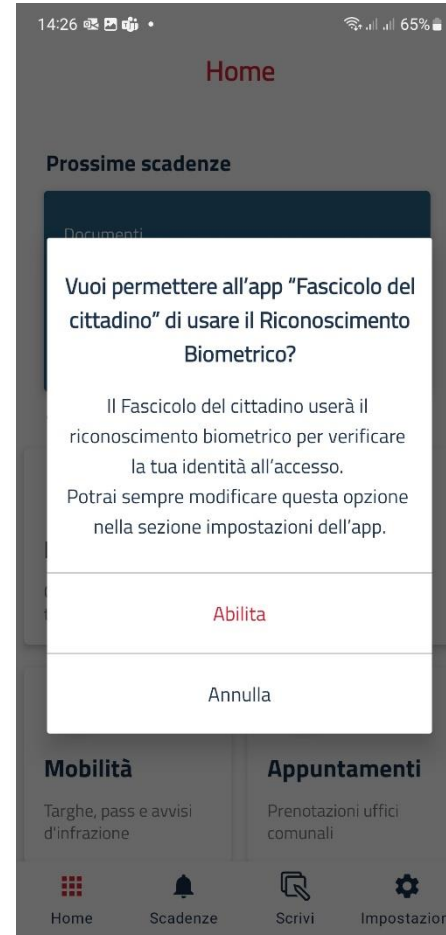 14:26
65%
Home
Prossime scadenze
Documenti
Vuoi permettere all'app “Fascicolo del
cittadino” di usare il Riconoscimento
Biometrico?
Il Fascicolo del cittadino userà il
riconoscimento biometrico per verificare
la tua identità all'accesso.
Potrai sempre modificare questa opzione
nella sezione impostazioni dell'app.
Abilita
Annulla
Mobilità
Targhe, pass e avvisi
d'infrazione
Appuntamenti
Prenotazioni uffici
comunali
Home
Scadenze
Scrivi
Impostazion